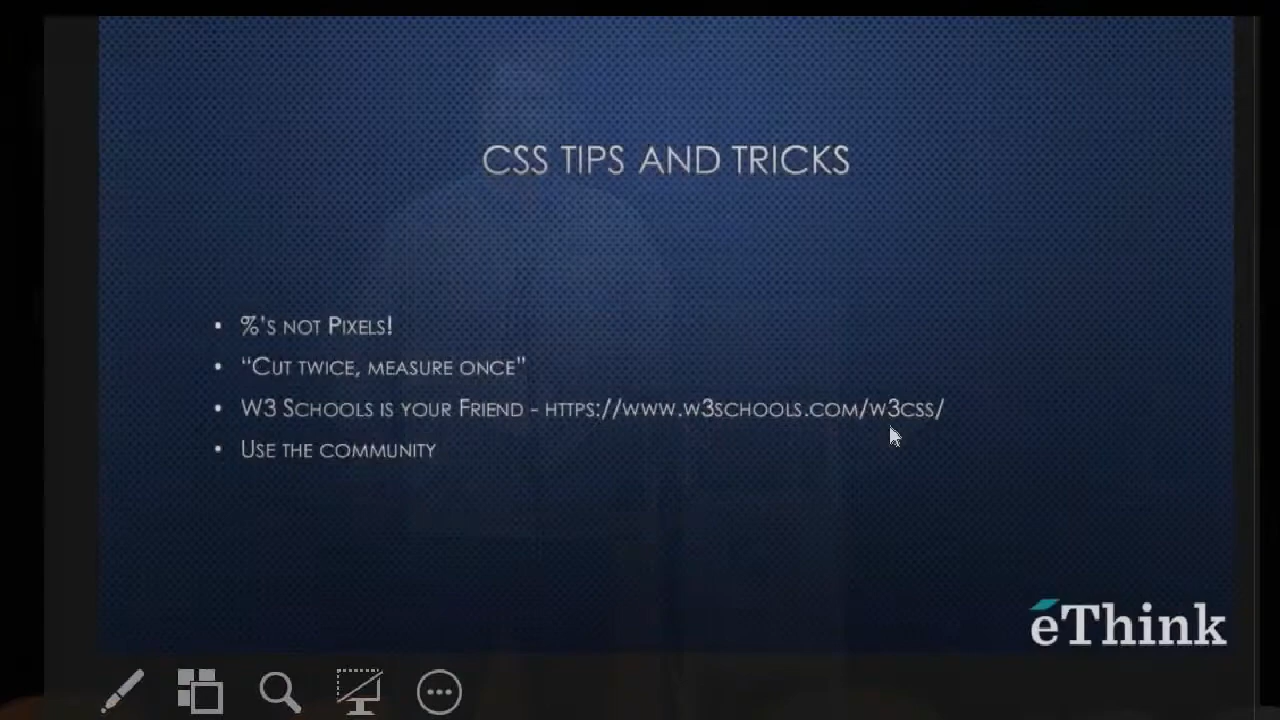 CSS TIPS AND TRICKS
• %'S NOT PIXELS!
• “CUT TWICE, MEASURE ONCE”
• W3 SCHOOLS IS YOUR FRIEND - HTTPS://WWW.W3SCHOOLS.COM/W3CSS/
• USE THE COMMUNITY
eThink